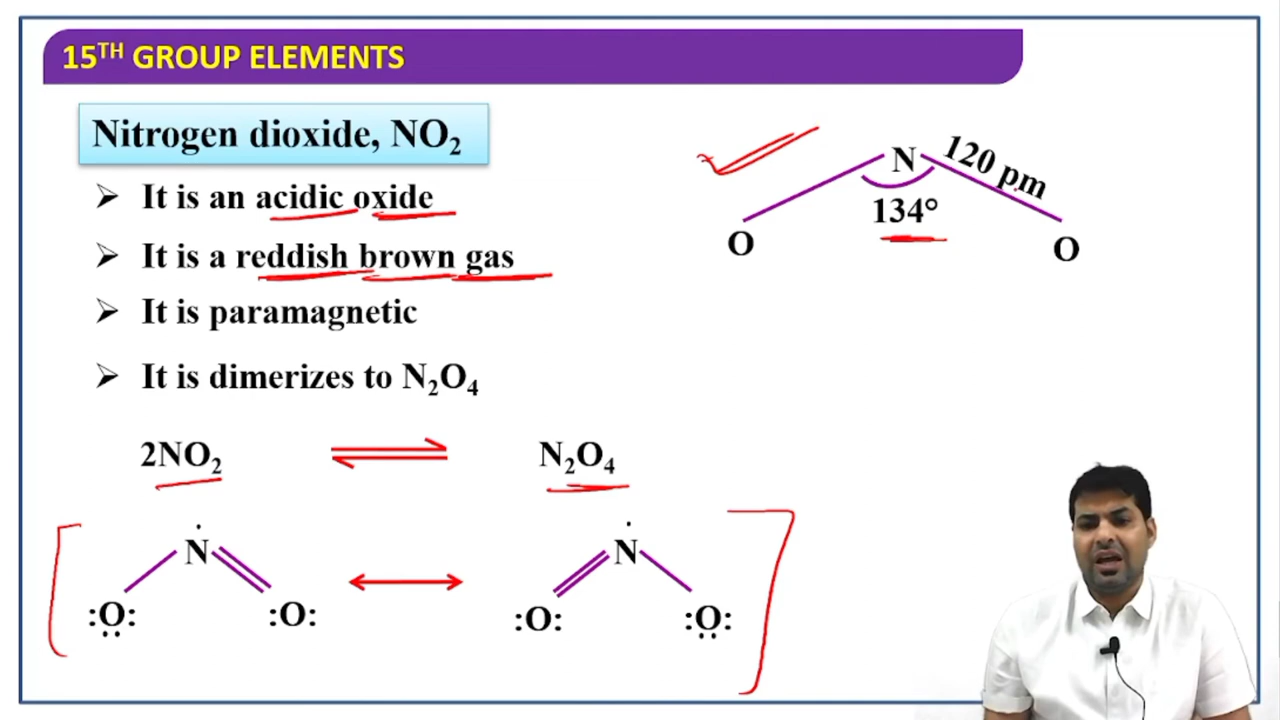 15TH GROUP ELEMENTS
Nitrogen dioxide, NO2
➢ It is an acidic oxide
➢ It is a reddish brown gas
➢ It is paramagnetic
➢ It is dimerizes to N2O4
N
120 pm
134°
O
O
2NO2 ⇌ N2O4
Ṅ ↔ Ṅ
:O: :O: :O: :O: